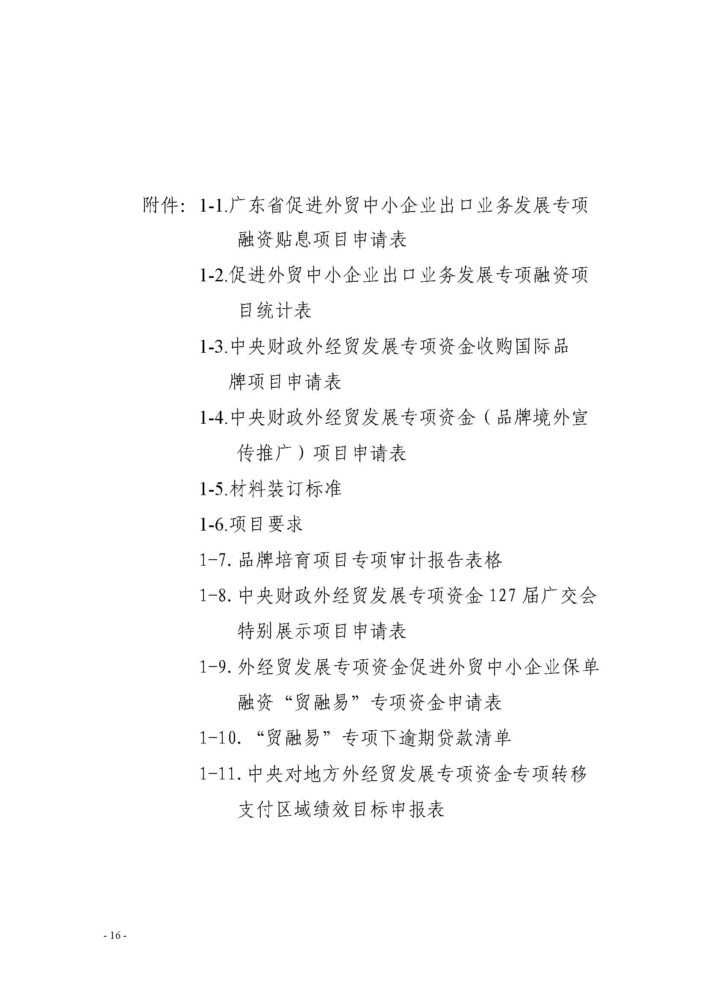 附件：1-1.广东省促进外贸中小企业出口业务发展专项
融资贴息项目申请表
1-2.促进外贸中小企业出口业务发展专项融资项
目统计表
1-3.中央财政外经贸发展专项资金收购国际品
牌项目申请表
1-4.中央财政外经贸发展专项资金（品牌境外宣
传推广）项目申请表
1-5.材料装订标准
1-6.项目要求
1-7.品牌培育项目专项审计报告表格
1-8.中央财政外经贸发展专项资金 127 届广交会
特别展示项目申请表
1-9.外经贸发展专项资金促进外贸中小企业保单
融资“贸融易”专项资金申请表
1-10.“贸融易”专项下逾期贷款清单
1-11.中央对地方外经贸发展专项资金专项转移
支付区域绩效目标申报表
- 16 -